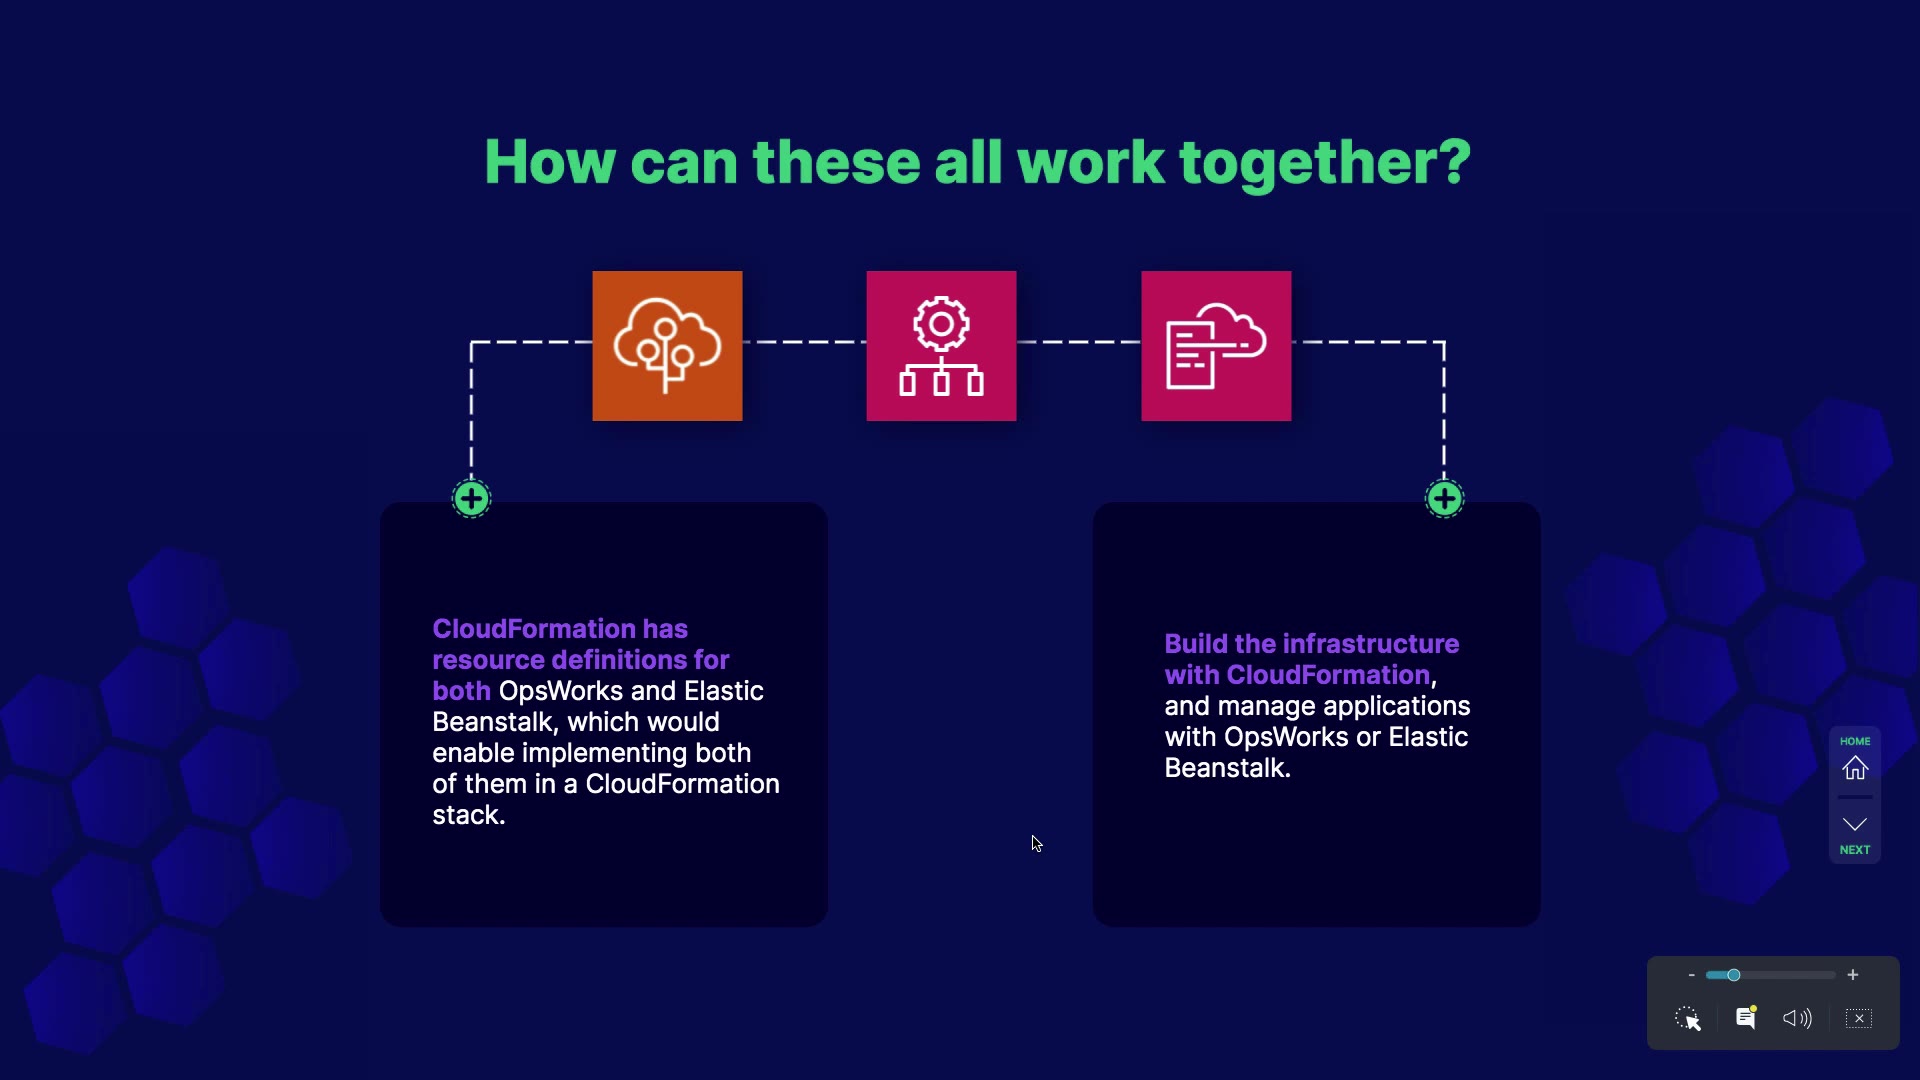 How can these all work together?
CloudFormation has
resource definitions for
both OpsWorks and Elastic
Beanstalk, which would
enable implementing both
of them in a CloudFormation
stack.
Build the infrastructure
with CloudFormation,
and manage applications
with OpsWorks or Elastic
Beanstalk.
HOME
NEXT